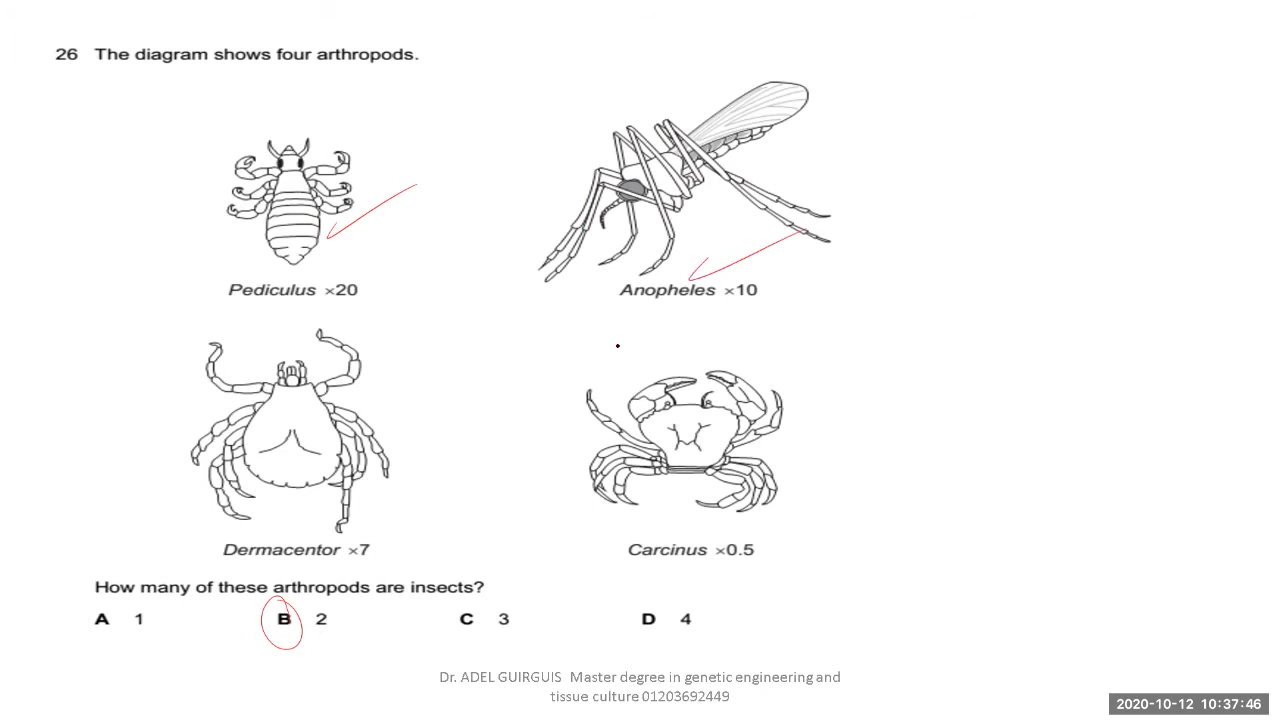 26 The diagram shows four arthropods.
Pediculus ×20
Anopheles ×10
Dermacentor ×7
Carcinus ×0.5
How many of these arthropods are insects?
A 1 B 2 C 3 D 4
Dr. ADEL GUIRGUIS Master degree in genetic engineering and
tissue culture 01203692449
2020-10-12 10:37:46